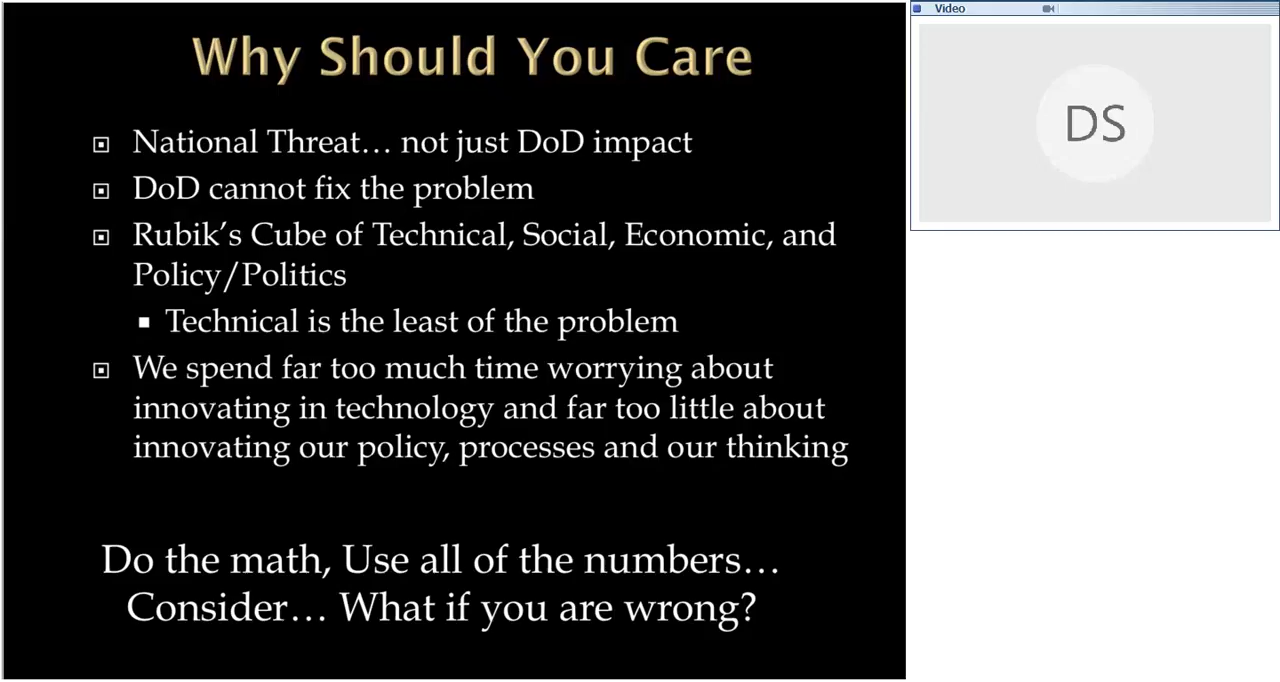 Why Should You Care
National Threat… not just DoD impact
DoD cannot fix the problem
Rubik's Cube of Technical, Social, Economic, and
Policy/Politics
Technical is the least of the problem
We spend far too much time worrying about
innovating in technology and far too little about
innovating our policy, processes and our thinking
Do the math, Use all of the numbers…
Consider… What if you are wrong?
Video
DS